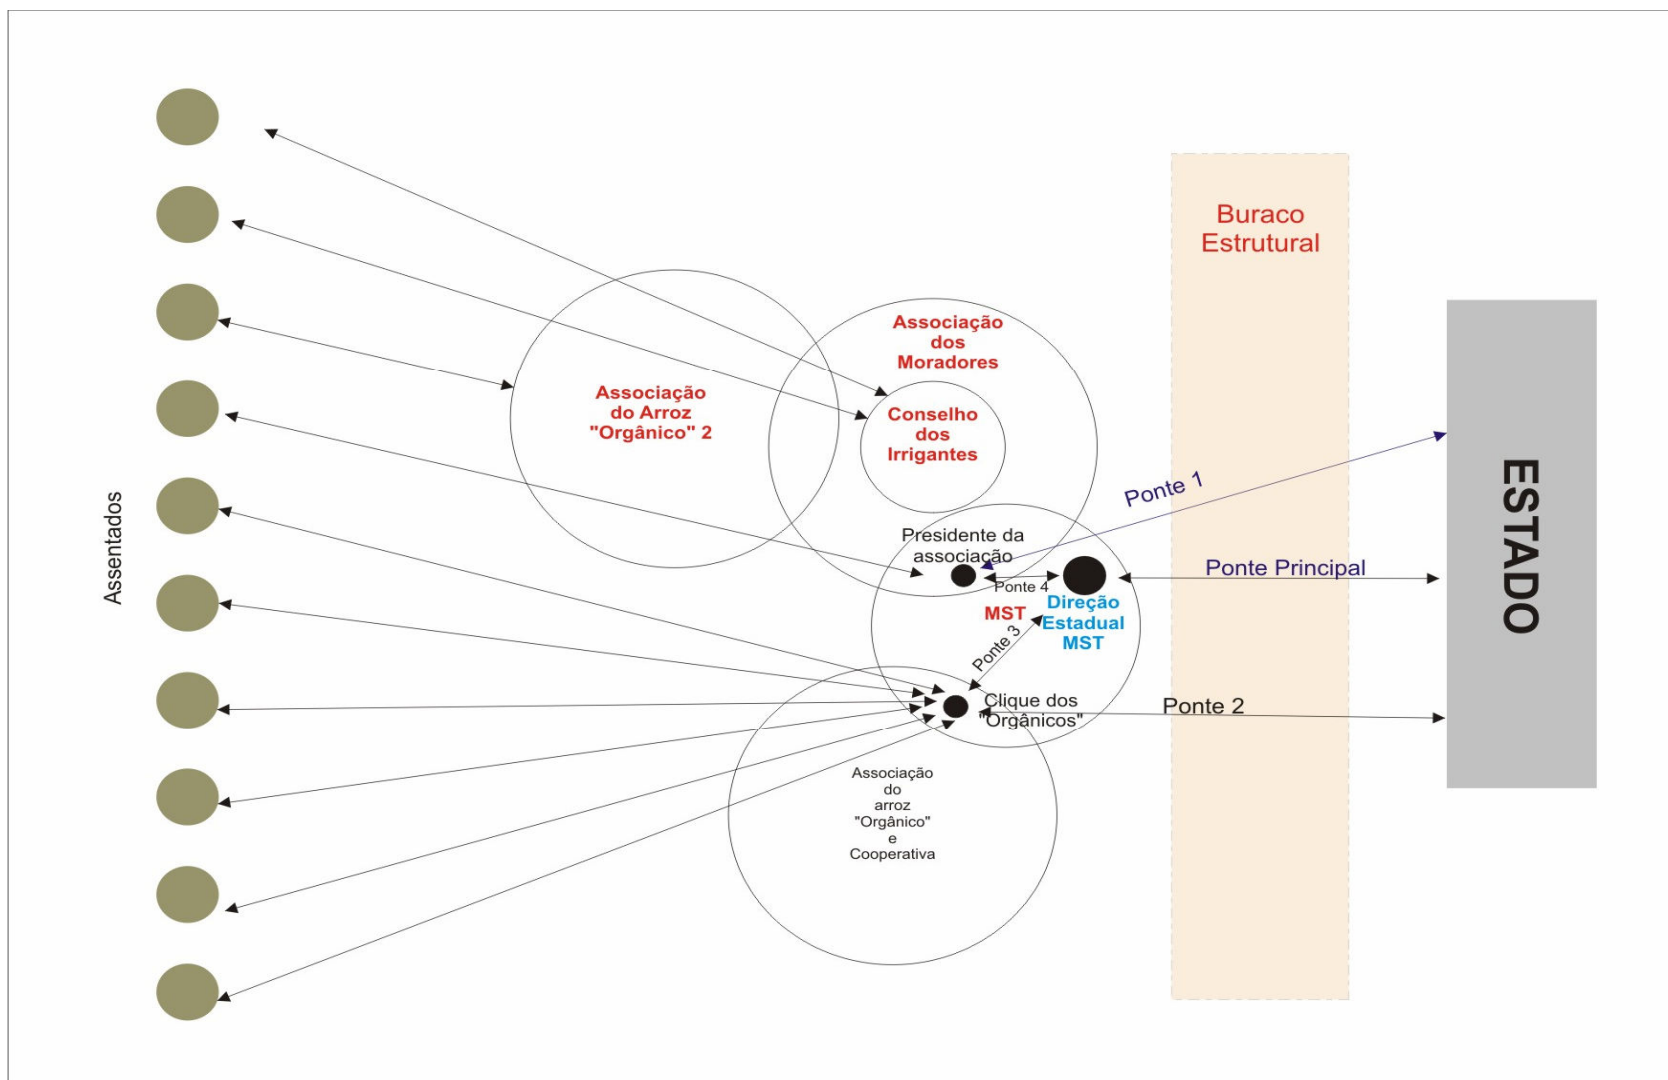 Assentados
Associação
do Arroz
"Orgânico" 2
Associação
dos
Moradores
Conselho
dos
Irrigantes
Presidente da
associação
Ponte 4
MST
Direção
Estadual
MST
Ponte 3
Clique dos
"Orgânicos"
Associação
do
arroz
"Orgânico"
e
Cooperativa
Buraco
Estrutural
Ponte 1
Ponte Principal
Ponte 2
ESTADO